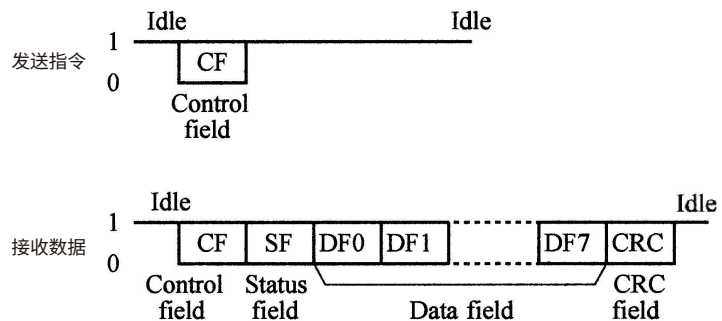 Idle Idle
发送指令 1 CF
0
Control
field
Idle Idle
1
接收数据 CF SF DF0 DF1 DF7 CRC
0
Control Status CRC
field field Data field field